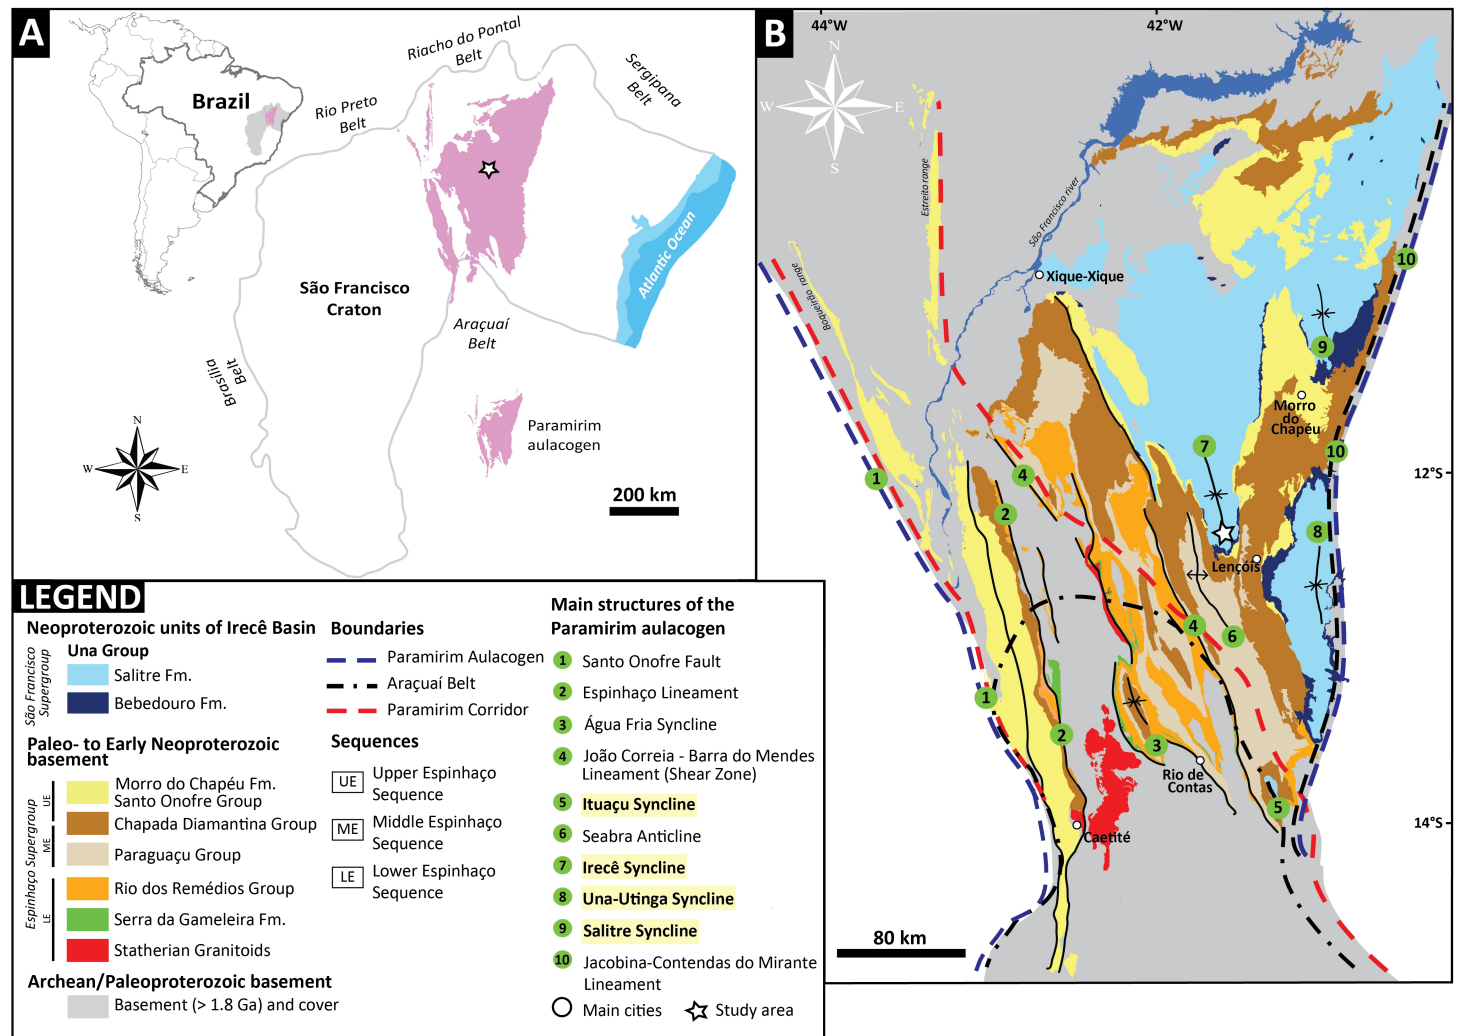 A
Brazil
Riacho do Pontal
Belt
Sergipana
Belt
Rio Preto
Belt
Atlantic Ocean
São Francisco
Craton
Araçuaí
Belt
Brasília
Belt
N
W
E
S
Paramirim
aulacogen
200 km
B
44°W
42°W
N
W
E
S
Estreito range
São Francisco river
Boqueirão range
Xique-Xique
10
9
Morro
do
Chapéu
7
10
12°S
1
4
2
8
Lençóis
4
6
1
2
3
Rio de
Contas
5
Caetité
14°S
80 km
LEGEND
Neoproterozoic units of Irecê Basin
São Francisco
Supergroup
Una Group
Salitre Fm.
Bebedouro Fm.
Paleo- to Early Neoproterozoic
basement
Espinhaço Supergroup
UE
ME
LE
Morro do Chapéu Fm.
Santo Onofre Group
Chapada Diamantina Group
Paraguaçu Group
Rio dos Remédios Group
Serra da Gameleira Fm.
Statherian Granitoids
Archean/Paleoproterozoic basement
Basement (> 1.8 Ga) and cover
Boundaries
Paramirim Aulacogen
Araçuaí Belt
Paramirim Corridor
Sequences
UE Upper Espinhaço
Sequence
ME Middle Espinhaço
Sequence
LE Lower Espinhaço
Sequence
Main structures of the
Paramirim aulacogen
1 Santo Onofre Fault
2 Espinhaço Lineament
3 Água Fria Syncline
4 João Correia - Barra do Mendes
Lineament (Shear Zone)
5 Ituaçu Syncline
6 Seabra Anticline
7 Irecê Syncline
8 Una-Utinga Syncline
9 Salitre Syncline
10 Jacobina-Contendas do Mirante
Lineament
Main cities
Study area